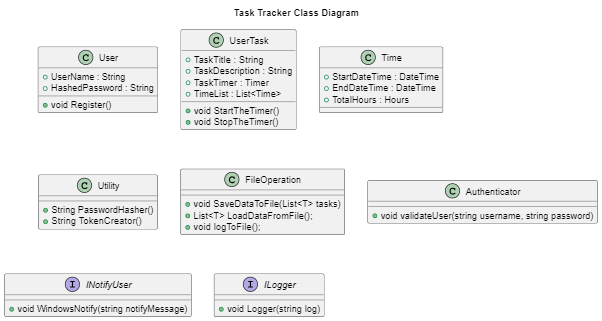 Task Tracker Class Diagram
C User
UserName : String
HashedPassword : String
void Register()
C UserTask
TaskTitle : String
TaskDescription : String
TaskTimer : Timer
TimeList : List<Time>
void StartTheTimer()
void StopTheTimer()
C Time
StartDateTime : DateTime
EndDateTime : DateTime
TotalHours : Hours
C Utility
String PasswordHasher()
String TokenCreator()
C FileOperation
void SaveDataToFile(List<T> tasks)
List<T> LoadDataFromFile();
void logToFile();
C Authenticator
void validateUser(string username, string password)
I INotifyUser
void WindowsNotify(string notifyMessage)
I ILogger
void Logger(string log)